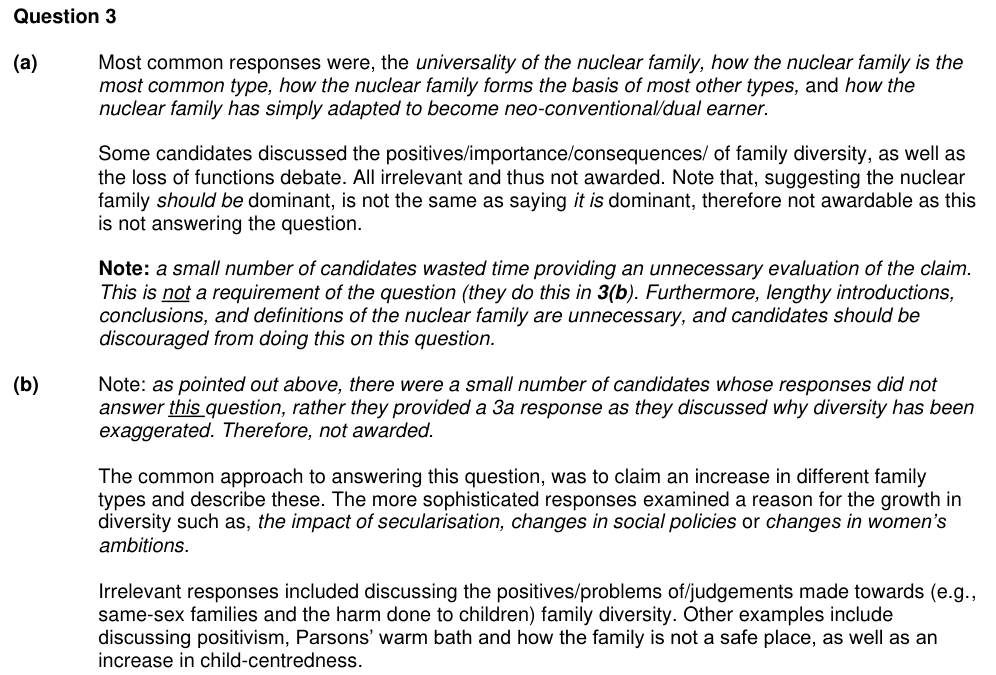 Question 3
(a) Most common responses were, the universality of the nuclear family, how the nuclear family is the
most common type, how the nuclear family forms the basis of most other types, and how the
nuclear family has simply adapted to become neo-conventional/dual earner.
Some candidates discussed the positives/importance/consequences/ of family diversity, as well as
the loss of functions debate. All irrelevant and thus not awarded. Note that, suggesting the nuclear
family should be dominant, is not the same as saying it is dominant, therefore not awardable as this
is not answering the question.
Note: a small number of candidates wasted time providing an unnecessary evaluation of the claim.
This is not a requirement of the question (they do this in 3(b). Furthermore, lengthy introductions,
conclusions, and definitions of the nuclear family are unnecessary, and candidates should be
discouraged from doing this on this question.
(b) Note: as pointed out above, there were a small number of candidates whose responses did not
answer this question, rather they provided a 3a response as they discussed why diversity has been
exaggerated. Therefore, not awarded.
The common approach to answering this question, was to claim an increase in different family
types and describe these. The more sophisticated responses examined a reason for the growth in
diversity such as, the impact of secularisation, changes in social policies or changes in women's
ambitions.
Irrelevant responses included discussing the positives/problems of/judgements made towards (e.g.,
same-sex families and the harm done to children) family diversity. Other examples include
discussing positivism, Parsons' warm bath and how the family is not a safe place, as well as an
increase in child-centredness.